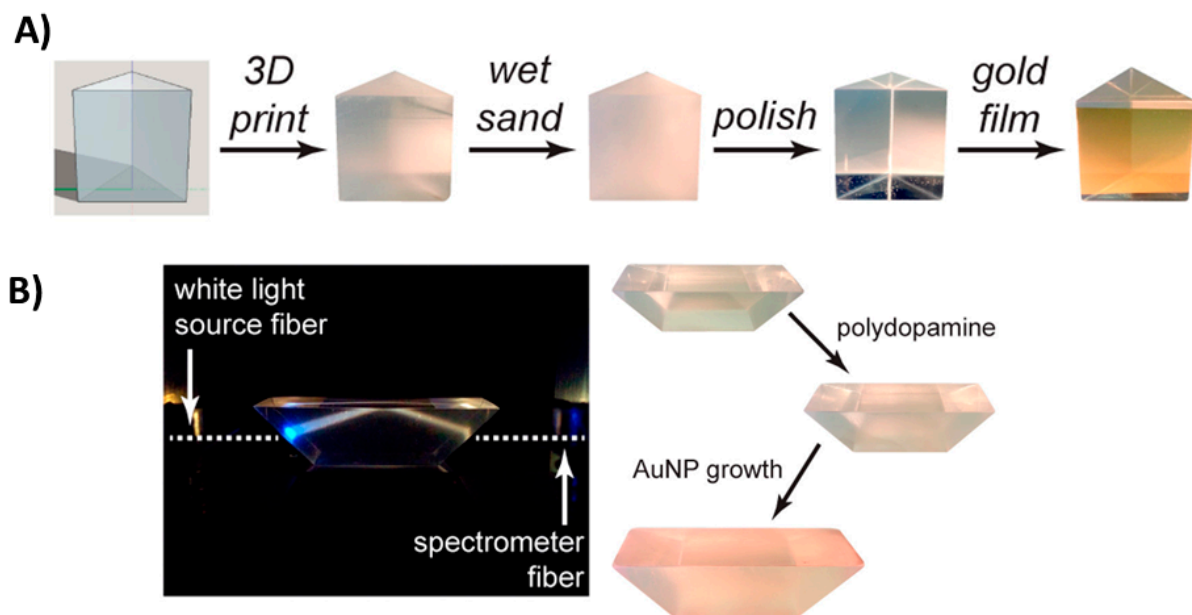 A)
3D
print
wet
sand
polish
gold
film
B)
white light
source fiber
spectrometer
fiber
polydopamine
AuNP growth